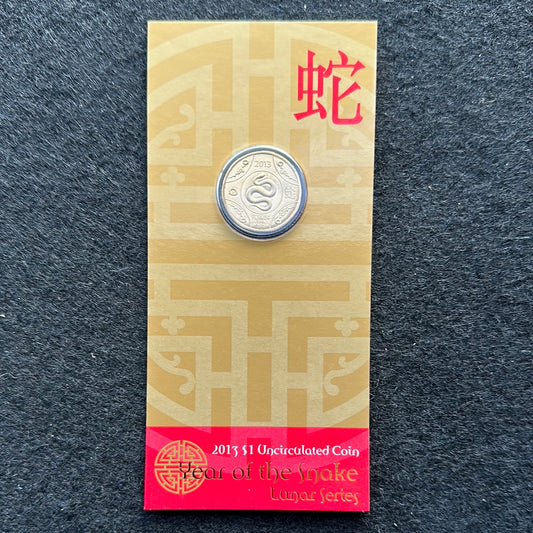 蛇
2013
2013 $1 Uncirculated Coin
Year of the Snake
Lunar Series